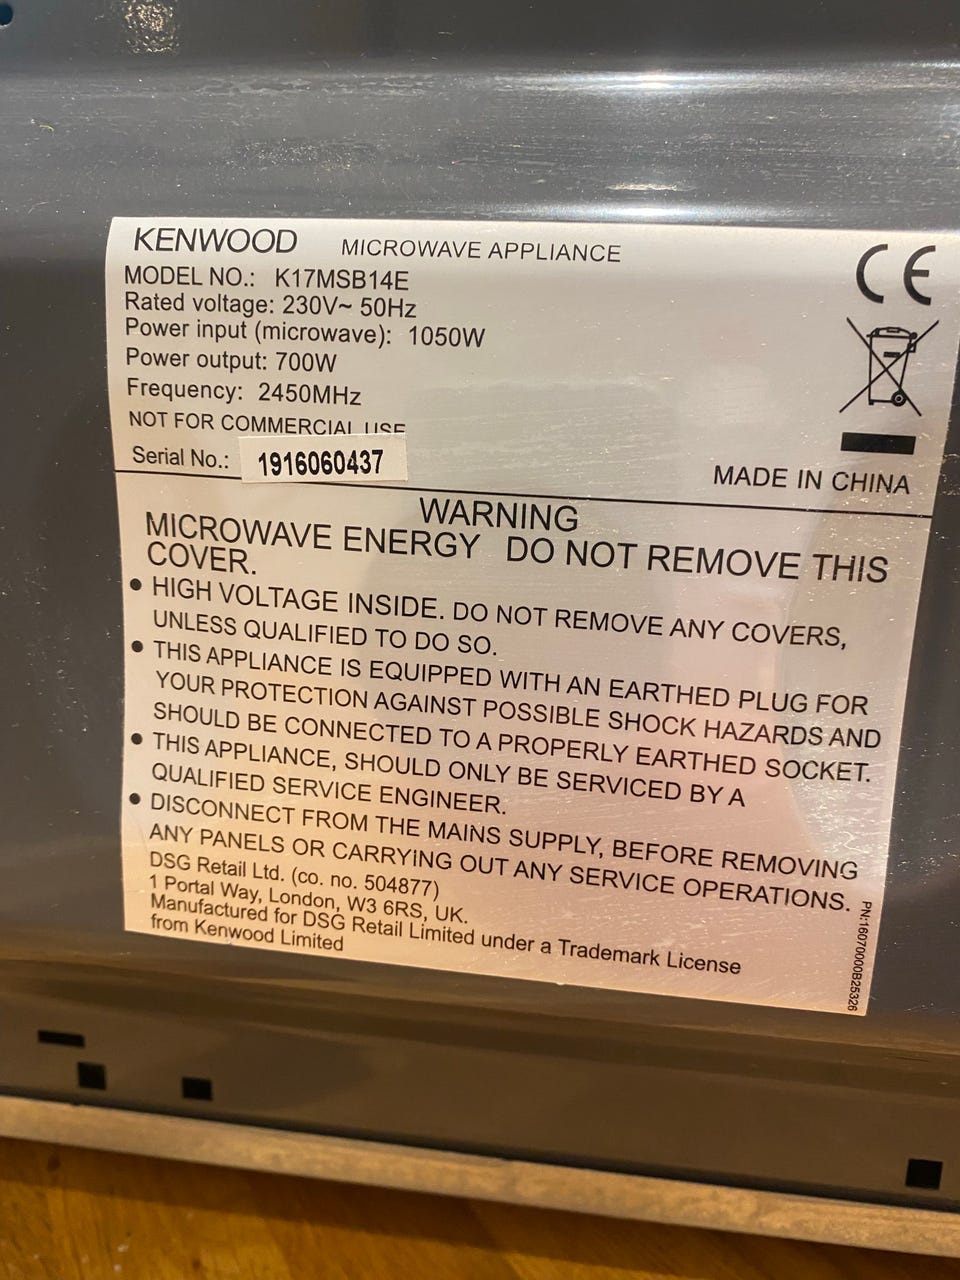 KENWOOD MICROWAVE APPLIANCE
MODEL NO.: K17MSB14E
Rated voltage: 230V~ 50Hz
Power input (microwave): 1050W
Power output: 700W
Frequency: 2450MHz
NOT FOR COMMERCIAL USE
Serial No.: 1916060437
CE
MADE IN CHINA
WARNING
MICROWAVE ENERGY DO NOT REMOVE THIS
COVER.
• HIGH VOLTAGE INSIDE. DO NOT REMOVE ANY COVERS,
UNLESS QUALIFIED TO DO SO.
• THIS APPLIANCE IS EQUIPPED WITH AN EARTHED PLUG FOR
YOUR PROTECTION AGAINST POSSIBLE SHOCK HAZARDS AND
SHOULD BE CONNECTED TO A PROPERLY EARTHED SOCKET.
• THIS APPLIANCE, SHOULD ONLY BE SERVICED BY A
QUALIFIED SERVICE ENGINEER.
• DISCONNECT FROM THE MAINS SUPPLY, BEFORE REMOVING
ANY PANELS OR CARRYING OUT ANY SERVICE OPERATIONS.
DSG Retail Ltd. (co. no. 504877)
1 Portal Way, London, W3 6RS, UK.
Manufactured for DSG Retail Limited under a Trademark License
from Kenwood Limited
PN:16070000B25326